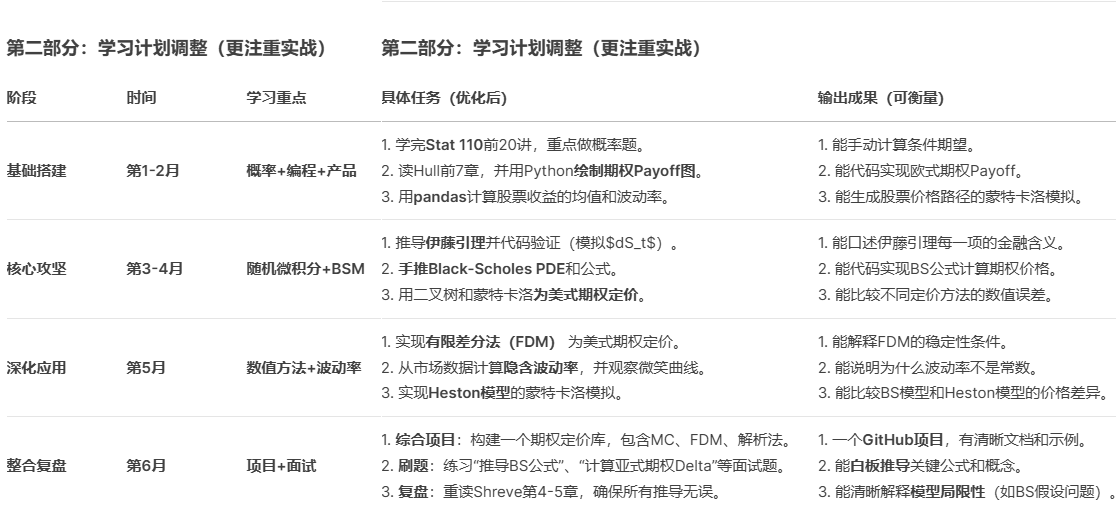 第二部分：学习计划调整（更注重实战）
第二部分：学习计划调整（更注重实战）
阶段 时间 学习重点 具体任务（优化后) 输出成果（可衡量)
基础搭建 第1-2月 概率+编程+产品
1. 学完Stat 110前20讲，重点做概率题。
2. 读Hull前7章，并用Python绘制期权Payoff图。
3. 用pandas计算股票收益的均值和波动率。
1. 能手动计算条件期望。
2. 能代码实现欧式期权Payoff。
3. 能生成股票价格路径的蒙特卡洛模拟。
核心攻坚 第3-4月 随机微积分+BSM
1. 推导伊藤引理并代码验证（模拟$dS_t$）。
2. 手推Black-Scholes PDE和公式。
3. 用二叉树和蒙特卡洛为美式期权定价。
1. 能口述伊藤引理每一项的金融含义。
2. 能代码实现BS公式计算期权价格。
3. 能比较不同定价方法的数值误差。
深化应用 第5月 数值方法+波动率
1. 实现有限差分法（FDM） 为美式期权定价。
2. 从市场数据计算隐含波动率，并观察微笑曲线。
3. 实现Heston模型的蒙特卡洛模拟。
1. 能解释FDM的稳定性条件。
2. 能说明为什么波动率不是常数。
3. 能比较BS模型和Heston模型的价格差异。
整合复盘 第6月 项目+面试
1. 综合项目：构建一个期权定价库，包含MC、FDM、解析法。
2. 刷题：练习“推导BS公式”、“计算亚式期权Delta”等面试题。
3. 复盘：重读Shreve第4-5章，确保所有推导无误。
1. 一个GitHub项目，有清晰文档和示例。
2. 能白板推导关键公式和概念。
3. 能清晰解释模型局限性（如BS假设问题）。